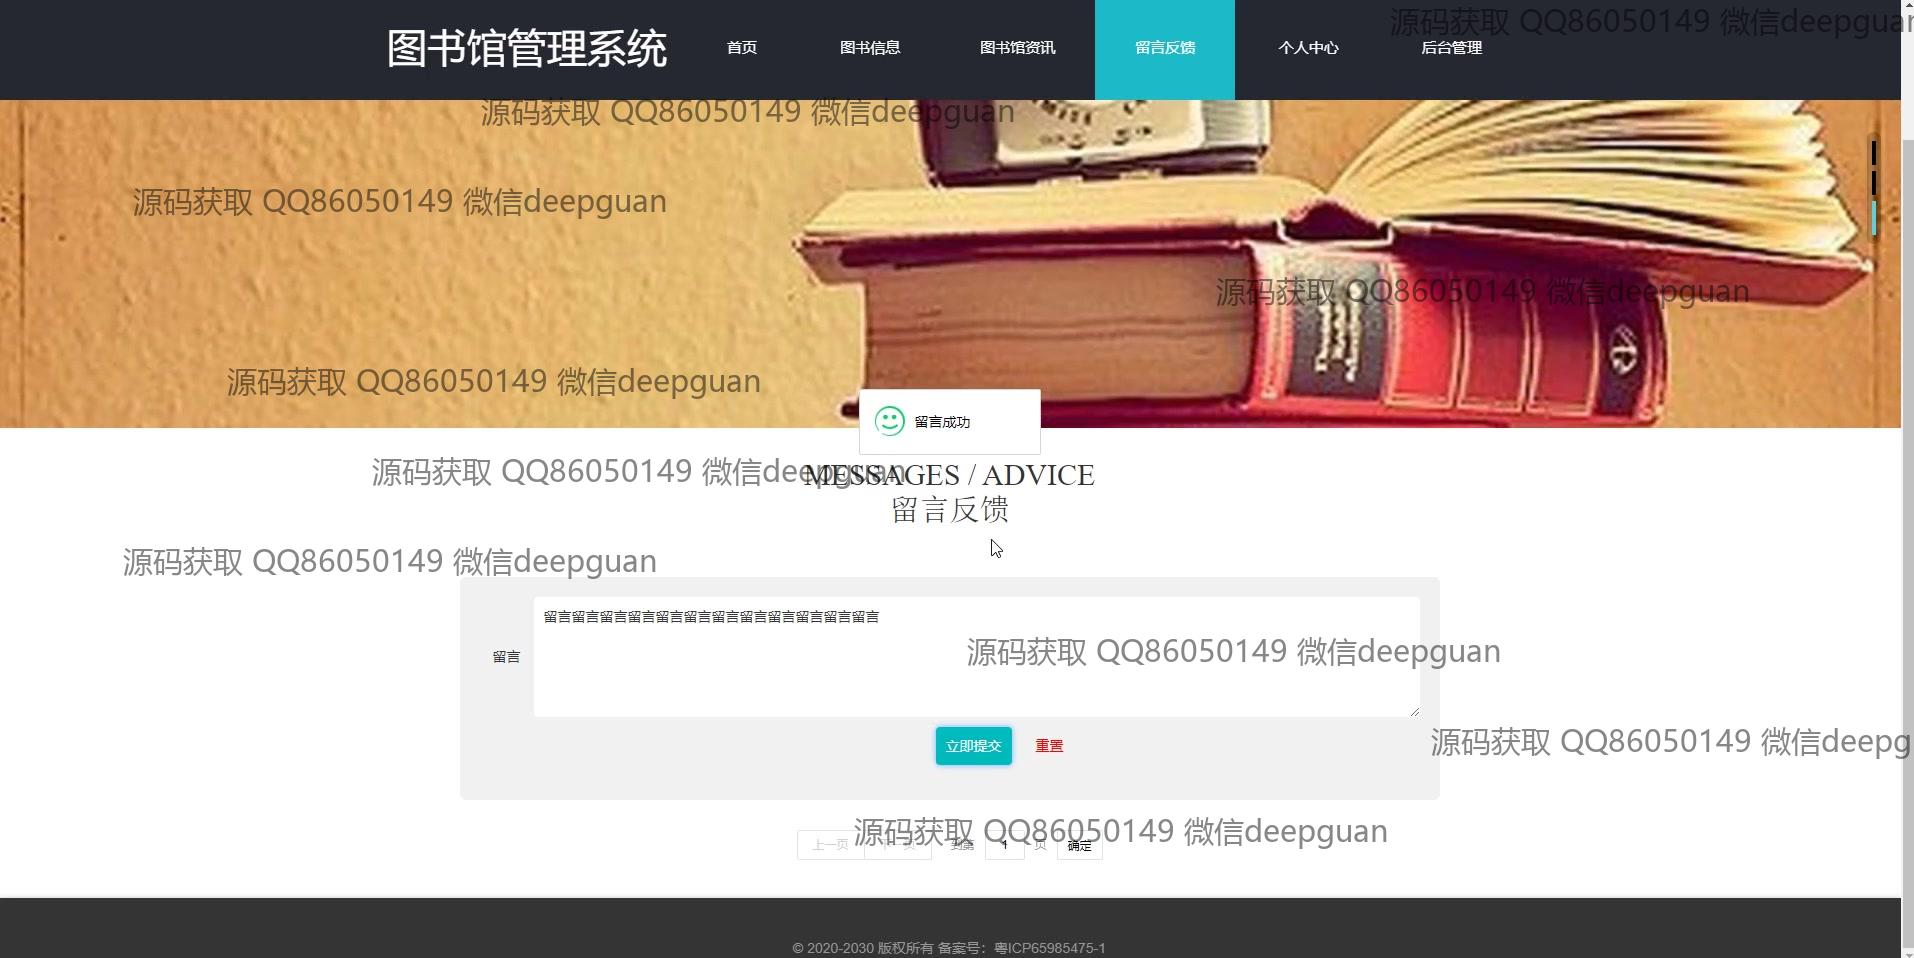 图书馆管理系统 首页 图书信息 图书馆资讯 留言反馈 个人中心 后台管理
源码获取 QQ86050149 微信deepguan
源码获取 QQ86050149 微信deepguan
源码获取 QQ86050149 微信deepguan
源码获取 QQ86050149 微信deepguan
源码获取 QQ86050149 微信deepguan
留言成功
源码获取 QQ86050149 微信deepguan
MESSAGES / ADVICE
留言反馈
源码获取 QQ86050149 微信deepguan
留言留言留言留言留言留言留言留言留言留言留言留言
留言
源码获取 QQ86050149 微信deepguan
立即提交 重置
源码获取 QQ86050149 微信deepg
源码获取 QQ86050149 微信deepguan
上一页 下一页 到第 1 页 确定
© 2020-2030 版权所有 备案号：粤ICP65985475-1